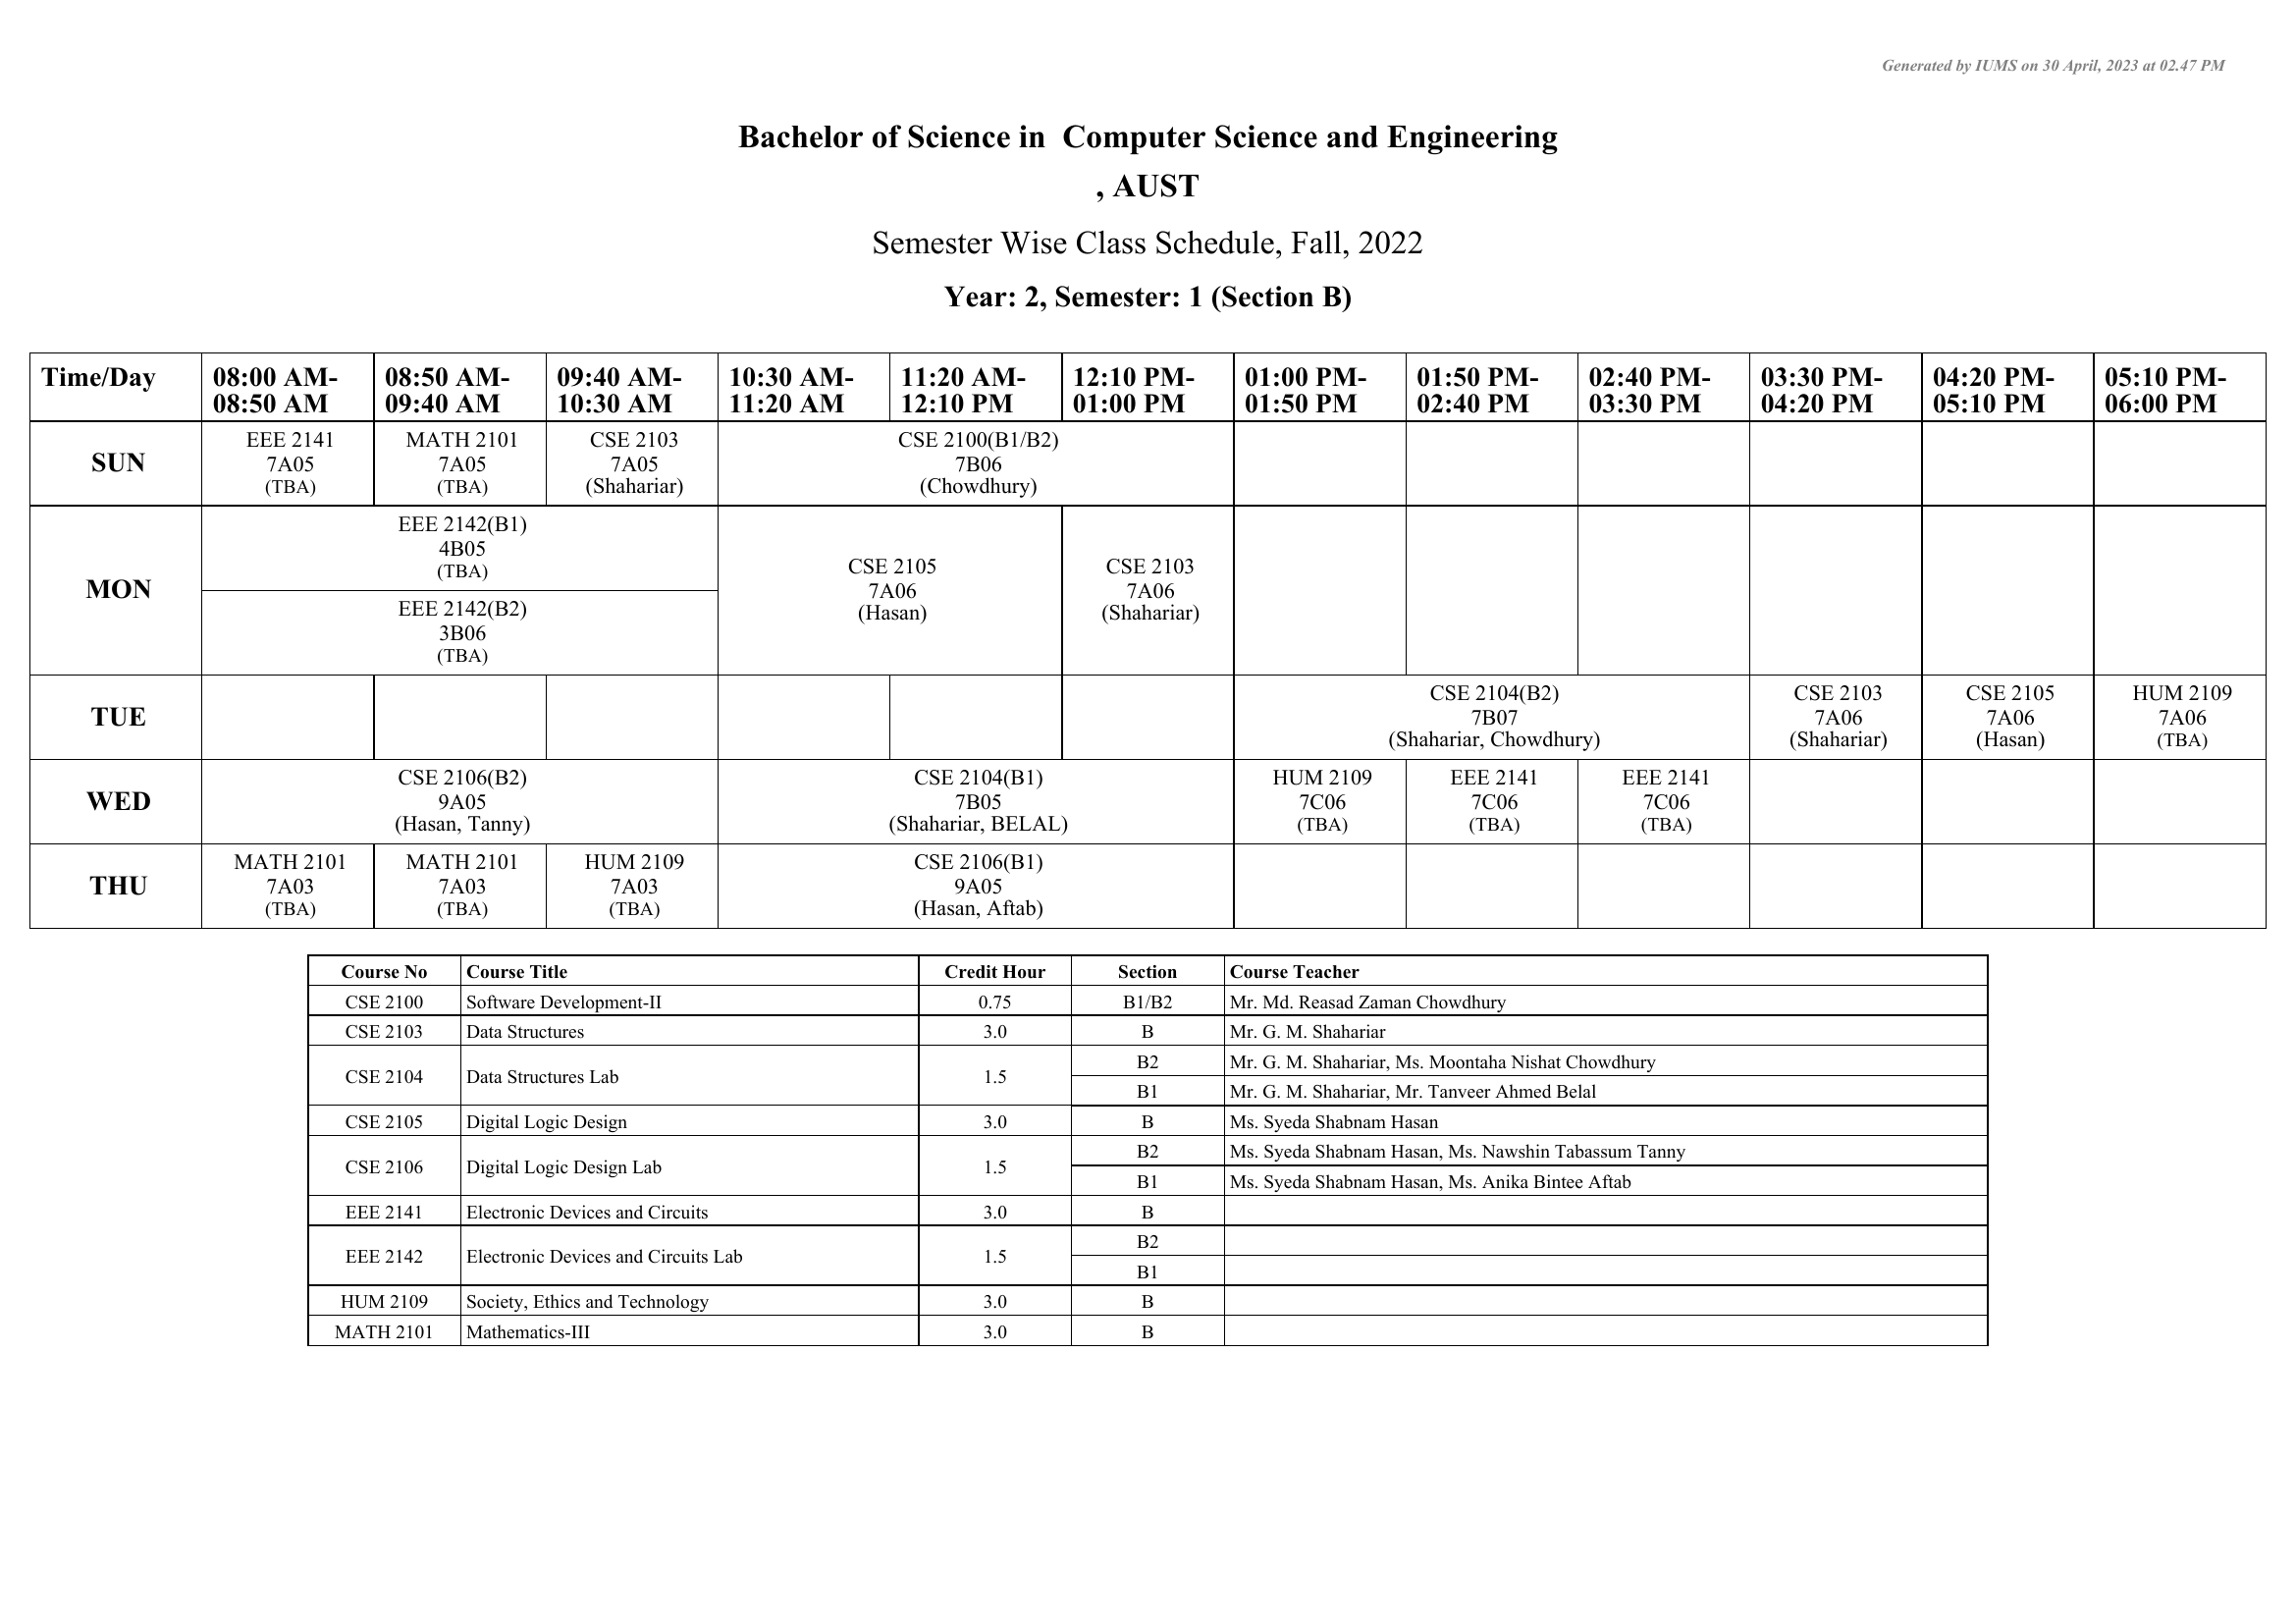 Generated by IUMS on 30 April, 2023 at 02.47 PM
Bachelor of Science in  Computer Science and Engineering
, AUST
Semester Wise Class Schedule, Fall, 2022
Year: 2, Semester: 1 (Section B)
Time/Day 08:00 AM- 08:50 AM- 09:40 AM- 10:30 AM- 11:20 AM- 12:10 PM- 01:00 PM- 01:50 PM- 02:40 PM- 03:30 PM- 04:20 PM- 05:10 PM-
08:50 AM 09:40 AM 10:30 AM 11:20 AM 12:10 PM 01:00 PM 01:50 PM 02:40 PM 03:30 PM 04:20 PM 05:10 PM 06:00 PM
SUN
EEE 2141 MATH 2101 CSE 2103 CSE 2100(B1/B2)
7A05 7A05 7A05 7B06
(TBA) (TBA) (Shahariar) (Chowdhury)
MON
EEE 2142(B1)
4B05
(TBA)
EEE 2142(B2)
3B06
(TBA)
CSE 2105 CSE 2103
7A06 7A06
(Hasan) (Shahariar)
TUE
CSE 2104(B2) CSE 2103 CSE 2105 HUM 2109
7B07 7A06 7A06 7A06
(Shahariar, Chowdhury) (Shahariar) (Hasan) (TBA)
WED
CSE 2106(B2) CSE 2104(B1) HUM 2109 EEE 2141 EEE 2141
9A05 7B05 7C06 7C06 7C06
(Hasan, Tanny) (Shahariar, BELAL) (TBA) (TBA) (TBA)
THU
MATH 2101 MATH 2101 HUM 2109 CSE 2106(B1)
7A03 7A03 7A03 9A05
(TBA) (TBA) (TBA) (Hasan, Aftab)
Course No Course Title Credit Hour Section Course Teacher
CSE 2100 Software Development-II 0.75 B1/B2 Mr. Md. Reasad Zaman Chowdhury
CSE 2103 Data Structures 3.0 B Mr. G. M. Shahariar
CSE 2104 Data Structures Lab 1.5 B2 Mr. G. M. Shahariar, Ms. Moontaha Nishat Chowdhury
B1 Mr. G. M. Shahariar, Mr. Tanveer Ahmed Belal
CSE 2105 Digital Logic Design 3.0 B Ms. Syeda Shabnam Hasan
CSE 2106 Digital Logic Design Lab 1.5 B2 Ms. Syeda Shabnam Hasan, Ms. Nawshin Tabassum Tanny
B1 Ms. Syeda Shabnam Hasan, Ms. Anika Bintee Aftab
EEE 2141 Electronic Devices and Circuits 3.0 B
EEE 2142 Electronic Devices and Circuits Lab 1.5 B2
B1
HUM 2109 Society, Ethics and Technology 3.0 B
MATH 2101 Mathematics-III 3.0 B